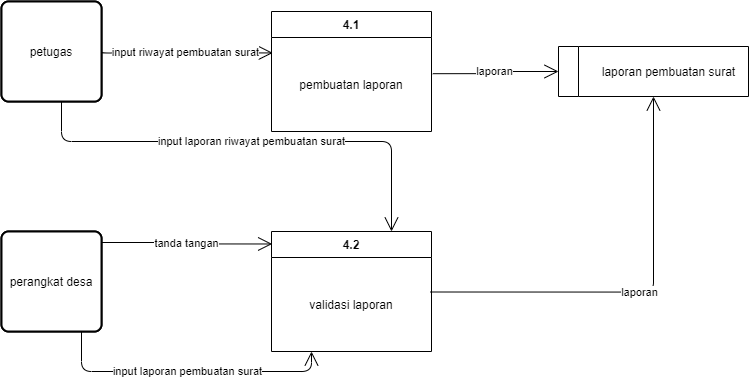 4.1
petugas
input riwayat pembuatan surat
pembuatan laporan
laporan
laporan pembuatan surat
input laporan riwayat pembuatan surat
4.2
tanda tangan
perangkat desa
validasi laporan
laporan
input laporan pembuatan surat